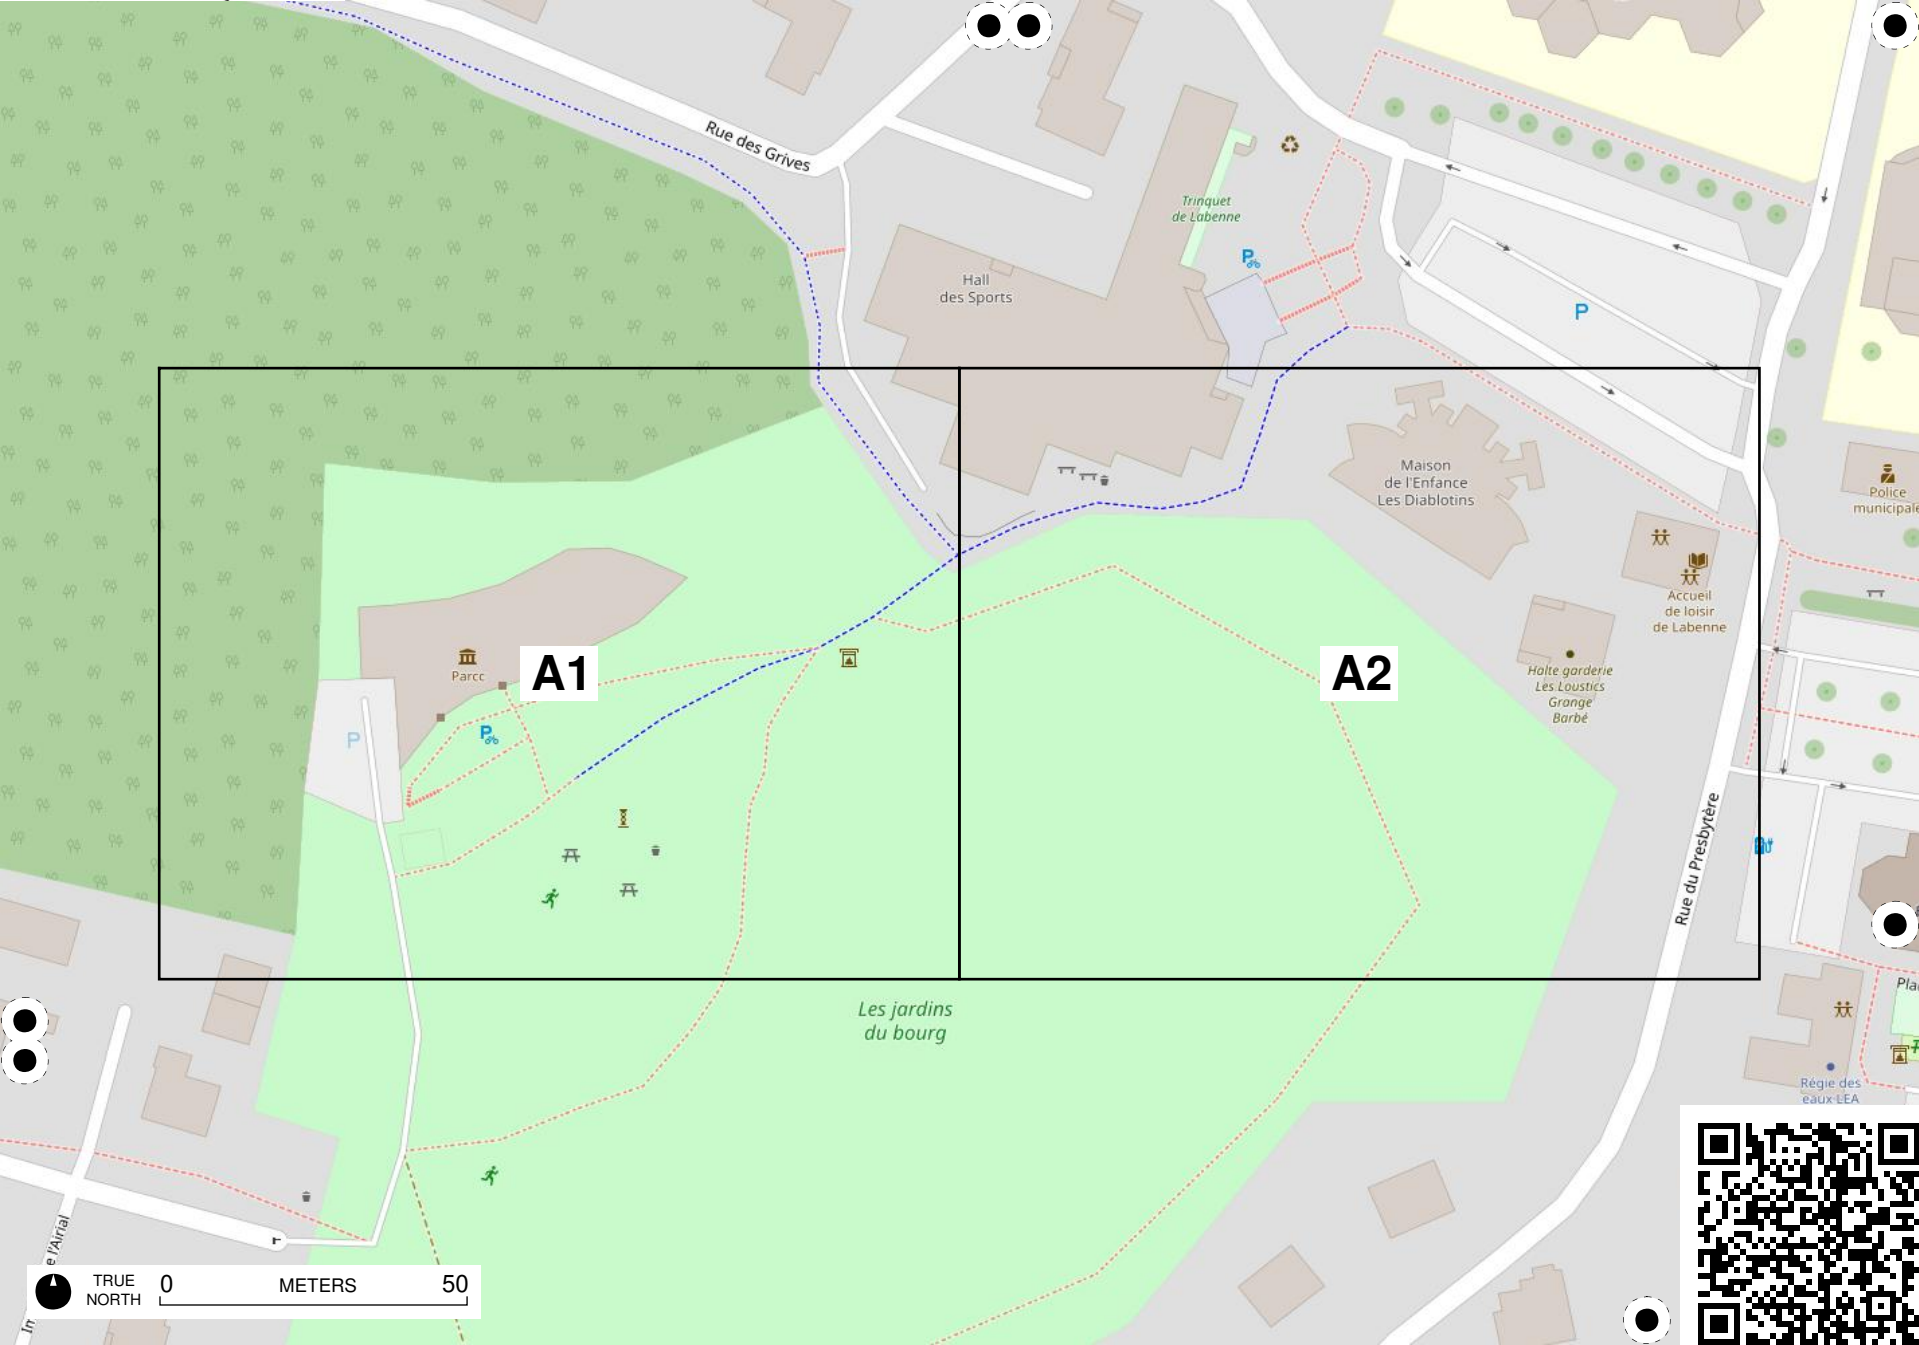 Rue des Grives
Trinquet
de Labenne
P
Hall
des Sports
P
Maison
de l'Enfance
Les Diablotins
Police
municipale
Accueil
de loisir
de Labenne
Parcc
A1
A2
Halte garderie
Les Loustics
Grange
Barbé
P
P
Rue du Presbytère
Les jardins
du bourg
Pla
Régie des
eaux LEA
e l'Airial
TRUE
NORTH
0 METERS 50